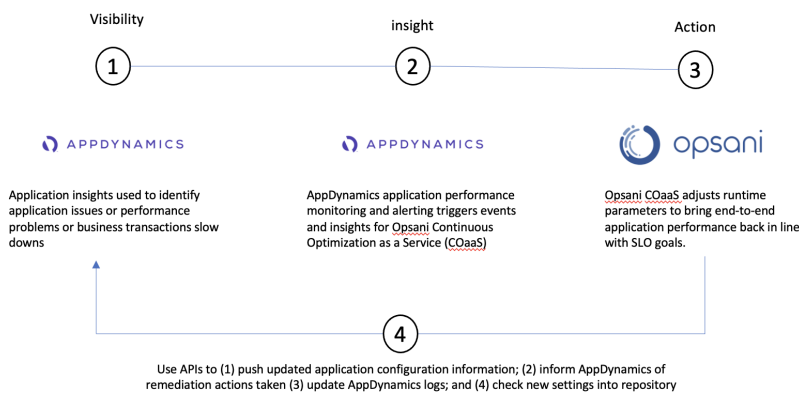 Visibility
insight
Action
1
2
3
APPDYNAMICS
APPDYNAMICS
opsani
Application insights used to identify
application issues or performance
problems or business transactions slow
downs
AppDynamics application performance
monitoring and alerting triggers events
and insights for Opsani Continuous
Optimization as a Service (COaaS)
Opsani COaaS adjusts runtime
parameters to bring end-to-end
application performance back in line
with SLO goals.
4
Use APIs to (1) push updated application configuration information; (2) inform AppDynamics of
remediation actions taken (3) update AppDynamics logs; and (4) check new settings into repository